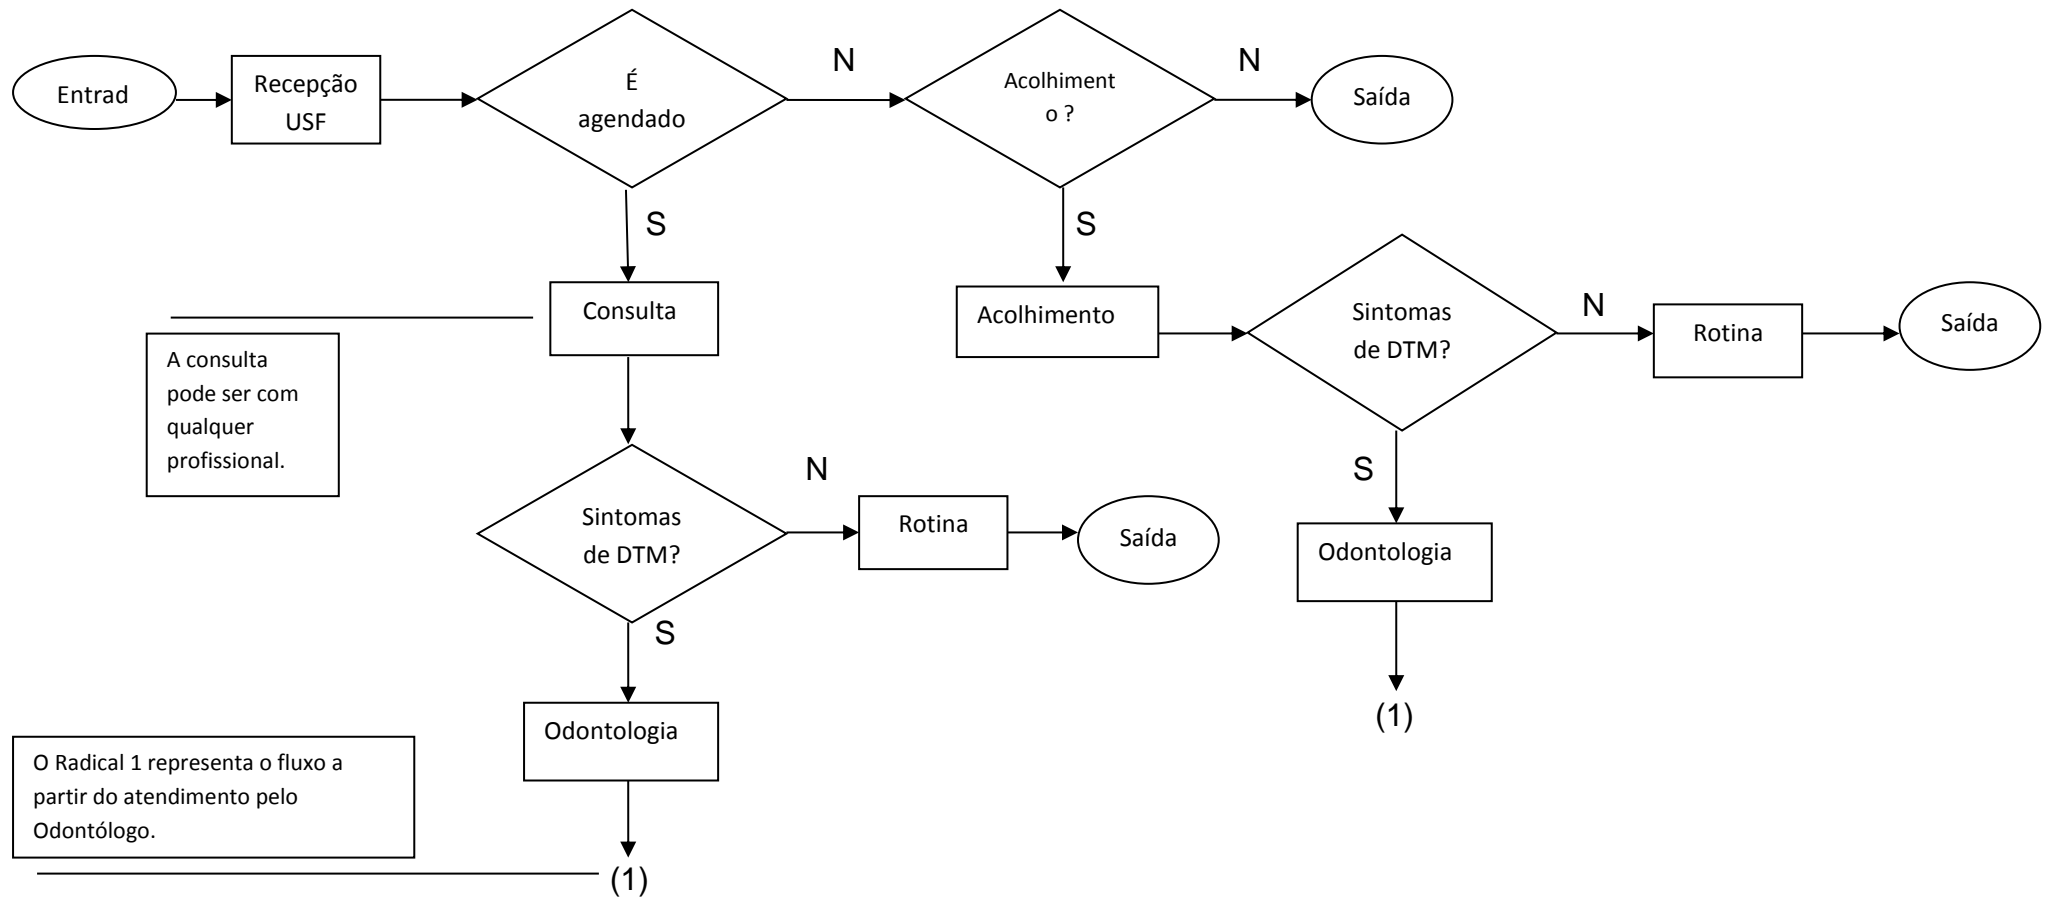 Entrad
Recepção
USF
É
agendado
N
Acolhiment
o ?
N
Saída
S
S
Consulta
Acolhimento
Sintomas
de DTM?
N
Rotina
Saída
A consulta
pode ser com
qualquer
profissional.
Sintomas
de DTM?
N
Rotina
Saída
S
Odontologia
(1)
S
Odontologia
O Radical 1 representa o fluxo a
partir do atendimento pelo
Odontólogo.
(1)